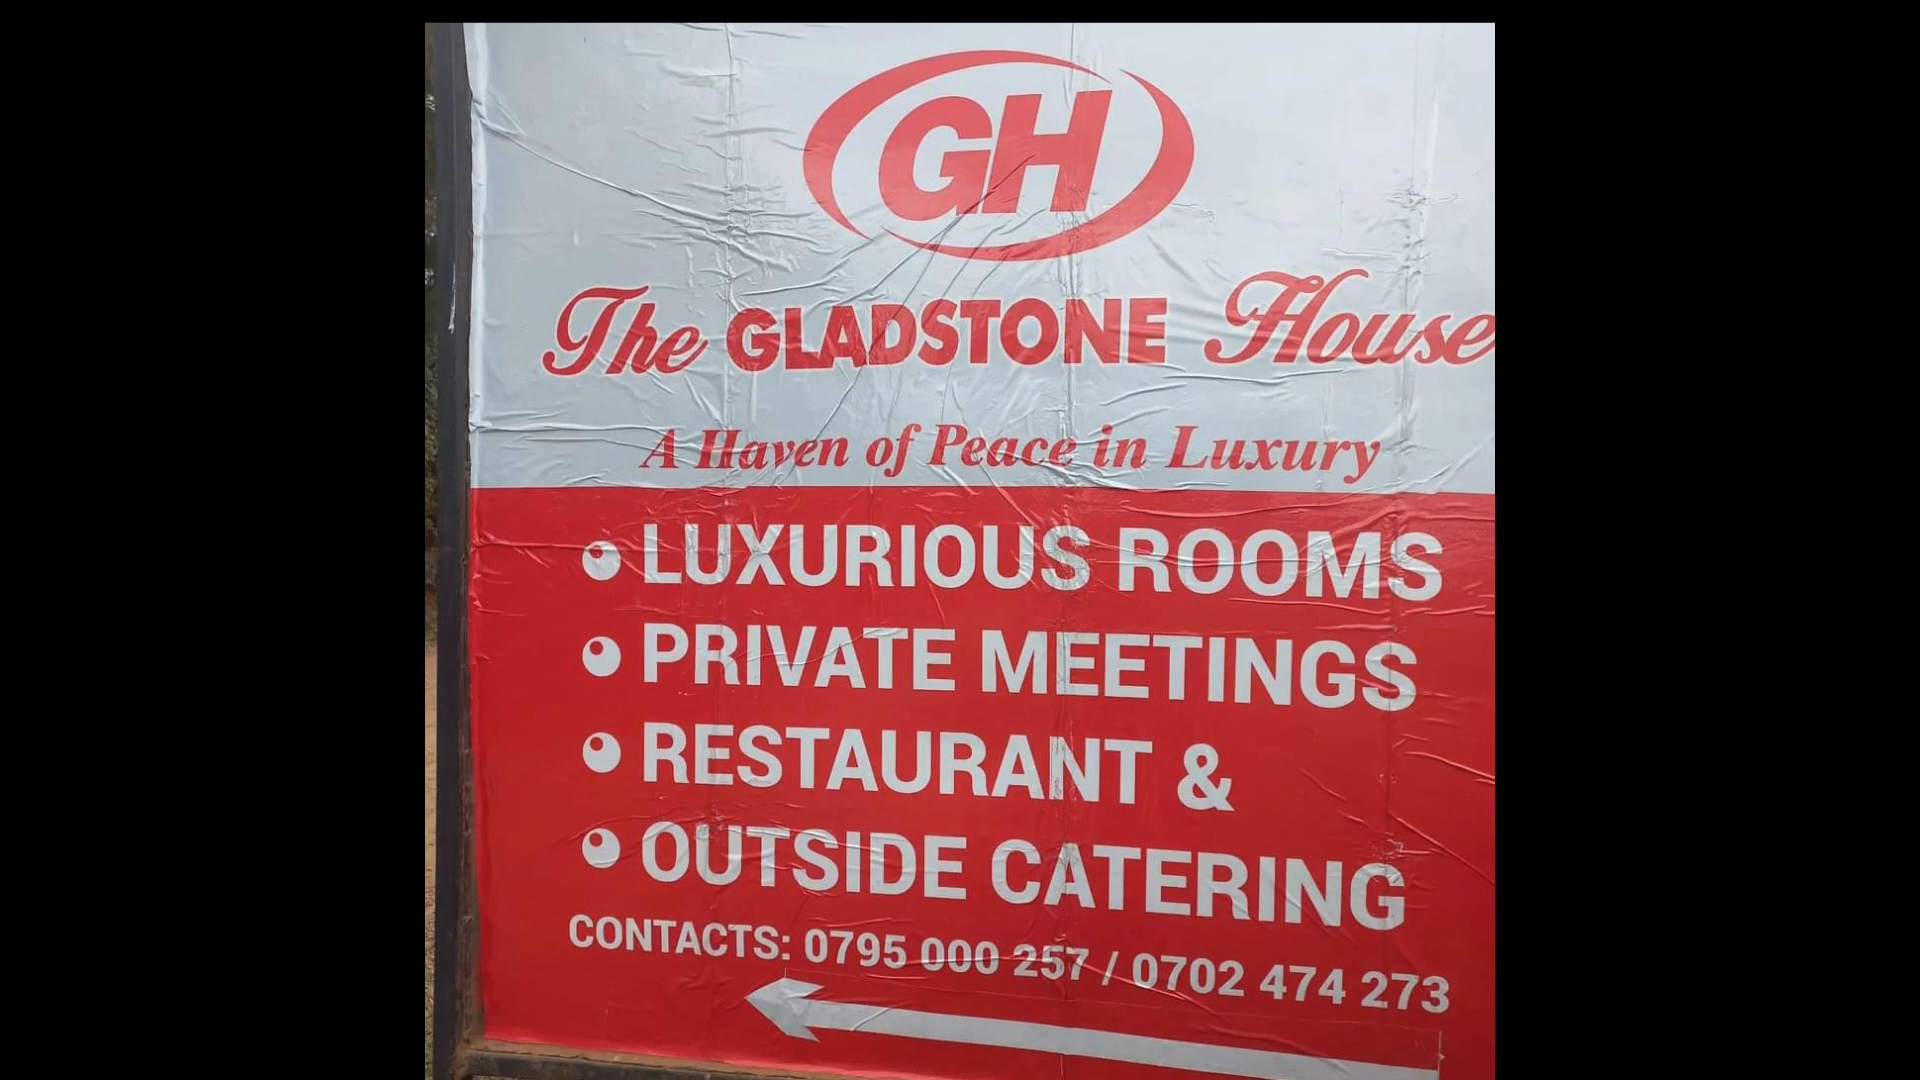 GH
The GLADSTONE House
A Haven of Peace in Luxury
LUXURIOUS ROOMS
PRIVATE MEETINGS
RESTAURANT &
OUTSIDE CATERING
CONTACTS: 0795 000 257 / 0702 474 273